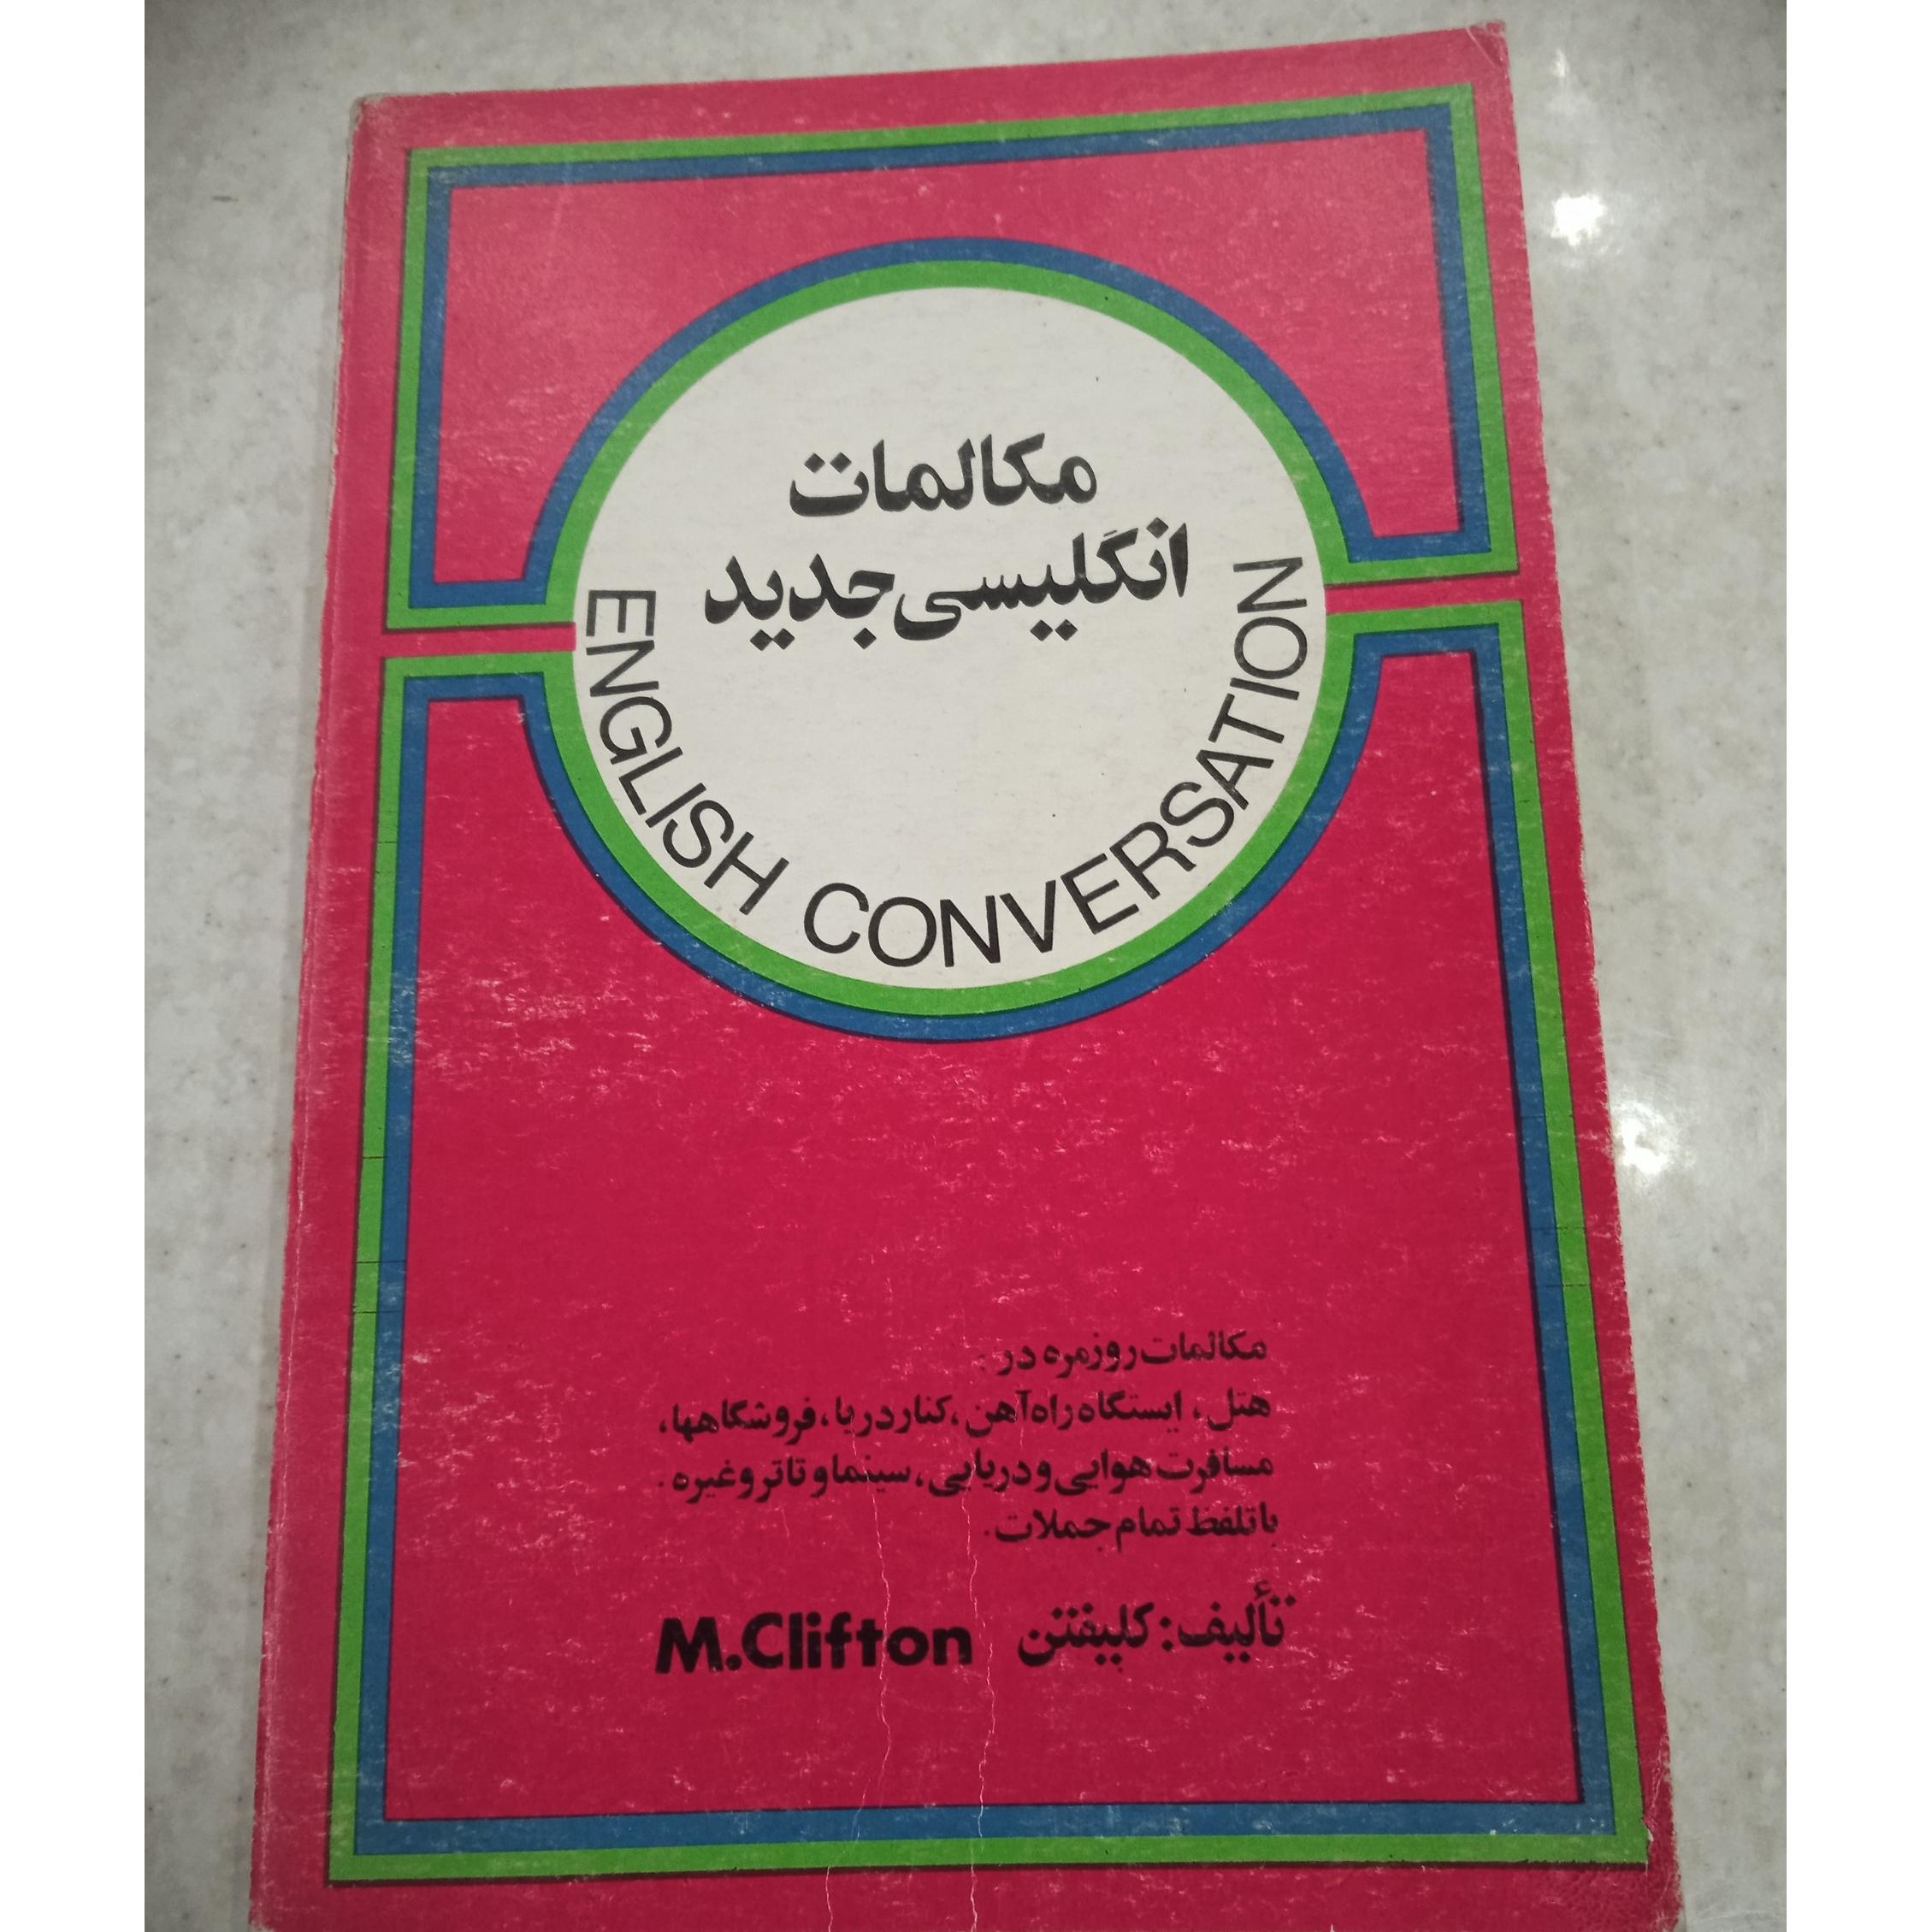 مکالمات
انگلیسی جدید
ENGLISH CONVERSATION
مکالمات روزمره در:
هتل، ایستگاه راه‌آهن، کنار دریا، فروشگاهها،
مسافرت هوایی و دریایی، سینما و تاتر و غیره.
با تلفظ تمام جملات.
تألیف: کلیفتن M.Clifton